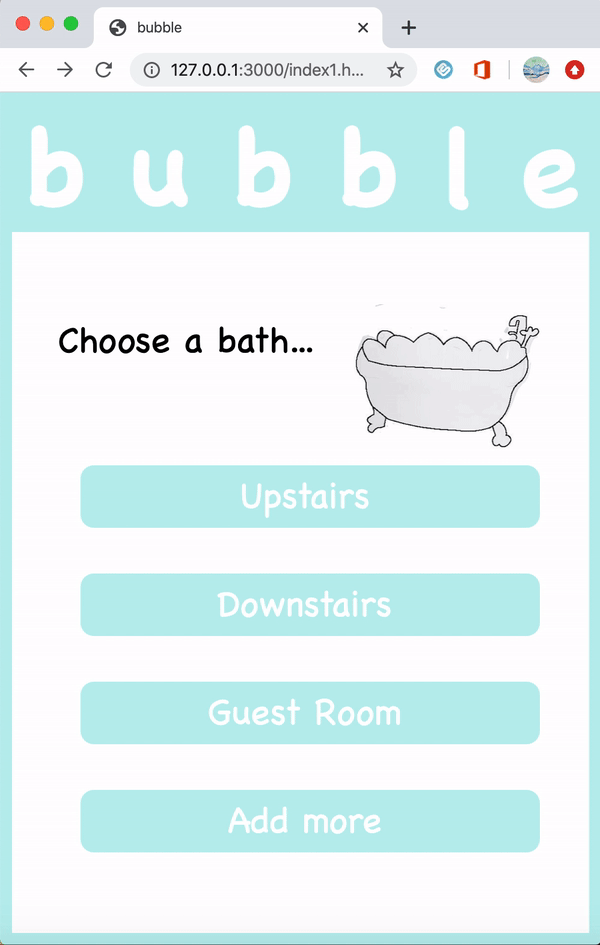 bubble
127.0.0.1:3000/index1.h...
b u b b l e
Choose a bath...
Upstairs
Downstairs
Guest Room
Add more